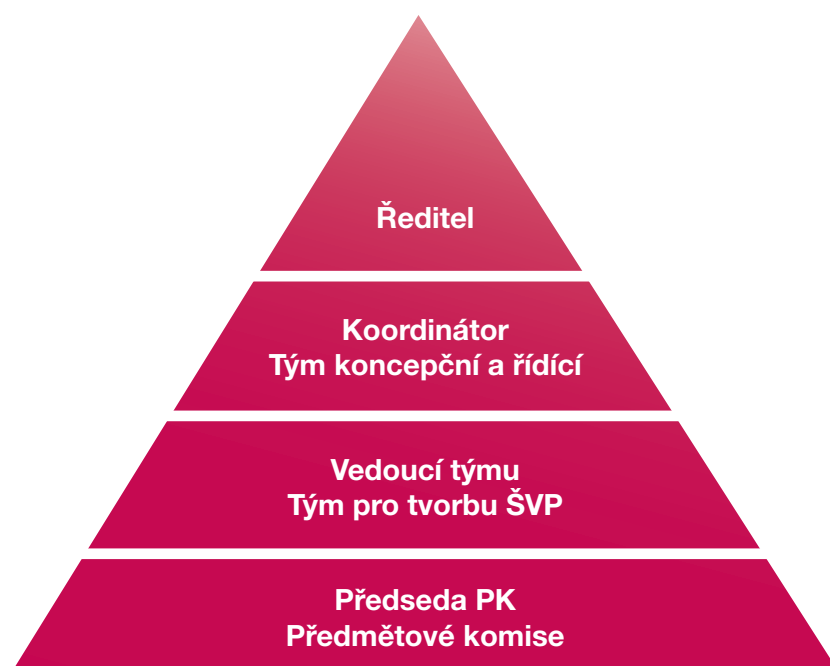 Ředitel
Koordinátor
Tým koncepční a řídící
Vedoucí týmu
Tým pro tvorbu ŠVP
Předseda PK
Předmětové komise